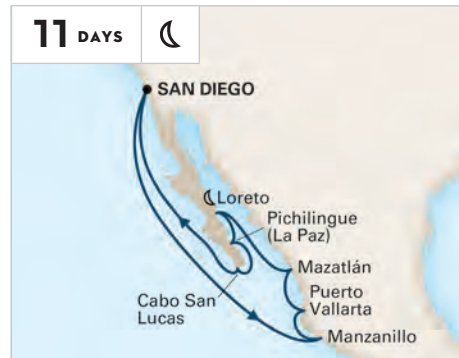 11 DAYS
SAN DIEGO
Loreto
Pichilingue
(La Paz)
Mazatlán
Puerto
Vallarta
Cabo San
Lucas
Manzanillo